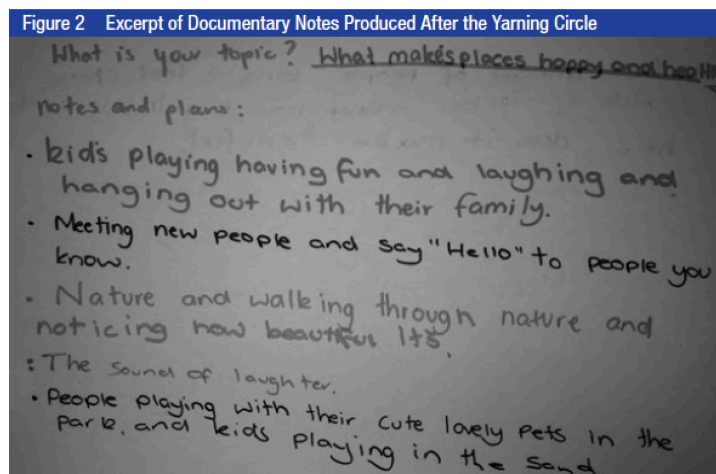 Figure 2 Excerpt of Documentary Notes Produced After the Yarning Circle
What is your topic? What makes places happy and healt
notes and plans:
• kids playing having fun and laughing and
hanging out with their family.
• Meeting new people and say "Hello" to people you
know.
• Nature and walking through nature and
noticing how beautiful Its.
: The sound of laughter.
• People playing with their cute lovely pets in the
park, and kids playing in the sand